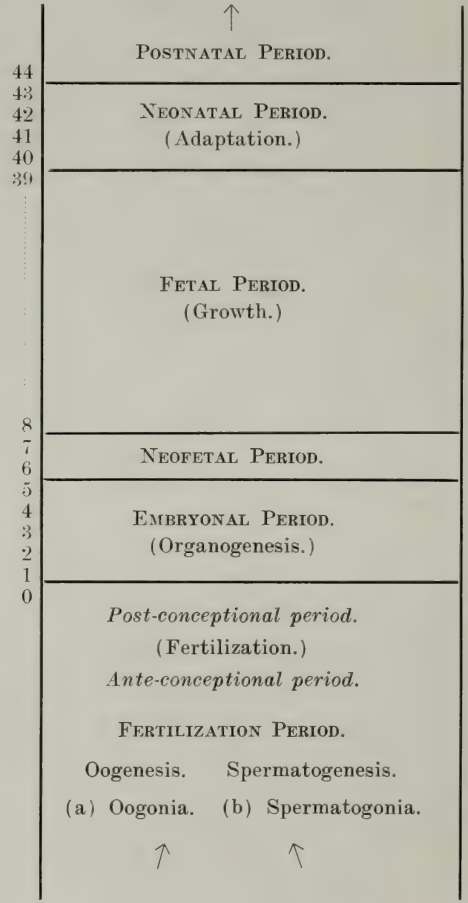 ↑
POSTNATAL PERIOD.
44
43
NEONATAL PERIOD.
42
41
(Adaptation.)
40
39
FETAL PERIOD.
(Growth.)
8
7
NEOFETAL PERIOD.
6
5
4
EMBRYONAL PERIOD.
3
(Organogenesis.)
2
1
0
Post-conceptional period.
(Fertilization.)
Ante-conceptional period.
FERTILIZATION PERIOD.
Oogenesis. Spermatogenesis.
(a) Oogonia. (b) Spermatogonia.
↑ ↑